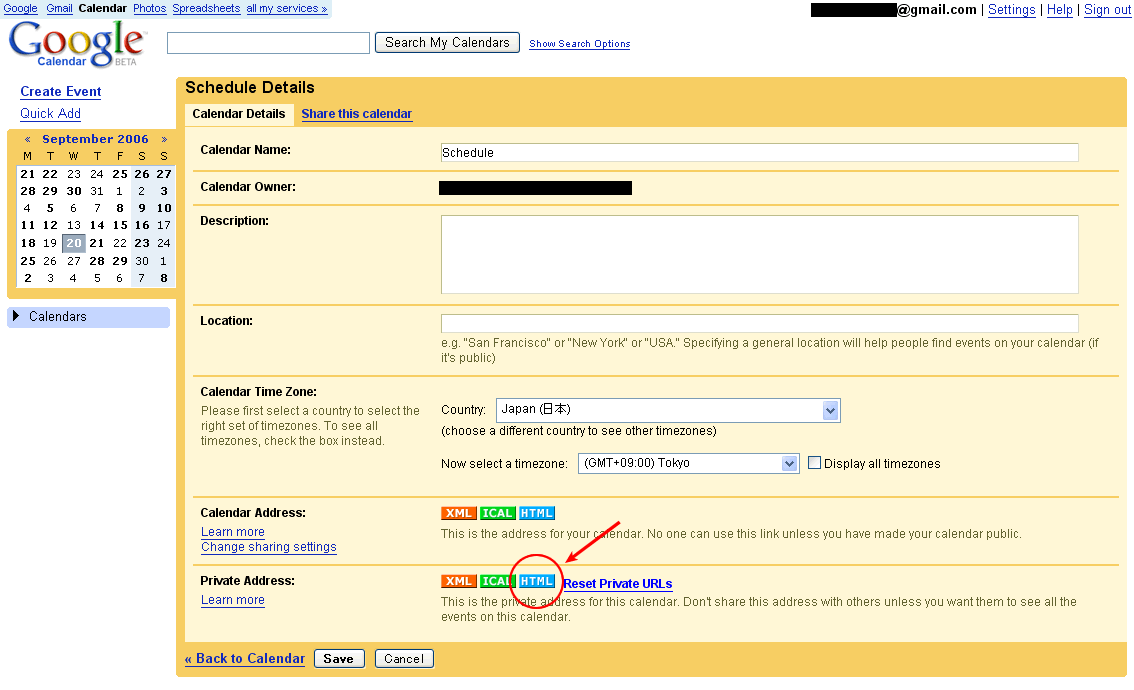 Google Gmail Calendar Photos Spreadsheets all my services »
@gmail.com | Settings | Help | Sign out
Google
Calendar BETA
Search My Calendars
Show Search Options
Create Event
Quick Add
« September 2006 »
M T W T F S S
21 22 23 24 25 26 27
28 29 30 31 1 2 3
4 5 6 7 8 9 10
11 12 13 14 15 16 17
18 19 20 21 22 23 24
25 26 27 28 29 30 1
2 3 4 5 6 7 8
Calendars
Schedule Details
Calendar Details Share this calendar
Calendar Name:
Schedule
Calendar Owner:
Description:
Location:
e.g. "San Francisco" or "New York" or "USA." Specifying a general location will help people find events on your calendar (if
it's public)
Calendar Time Zone:
Please first select a country to select the
right set of timezones. To see all
timezones, check the box instead.
Country: Japan (日本)
(choose a different country to see other timezones)
Now select a timezone: (GMT+09:00) Tokyo Display all timezones
Calendar Address:
Learn more
Change sharing settings
XML ICAL HTML
This is the address for your calendar. No one can use this link unless you have made your calendar public.
Private Address:
Learn more
XML ICAL HTML Reset Private URLs
This is the private address for this calendar. Don't share this address with others unless you want them to see all the
events on this calendar.
« Back to Calendar Save Cancel